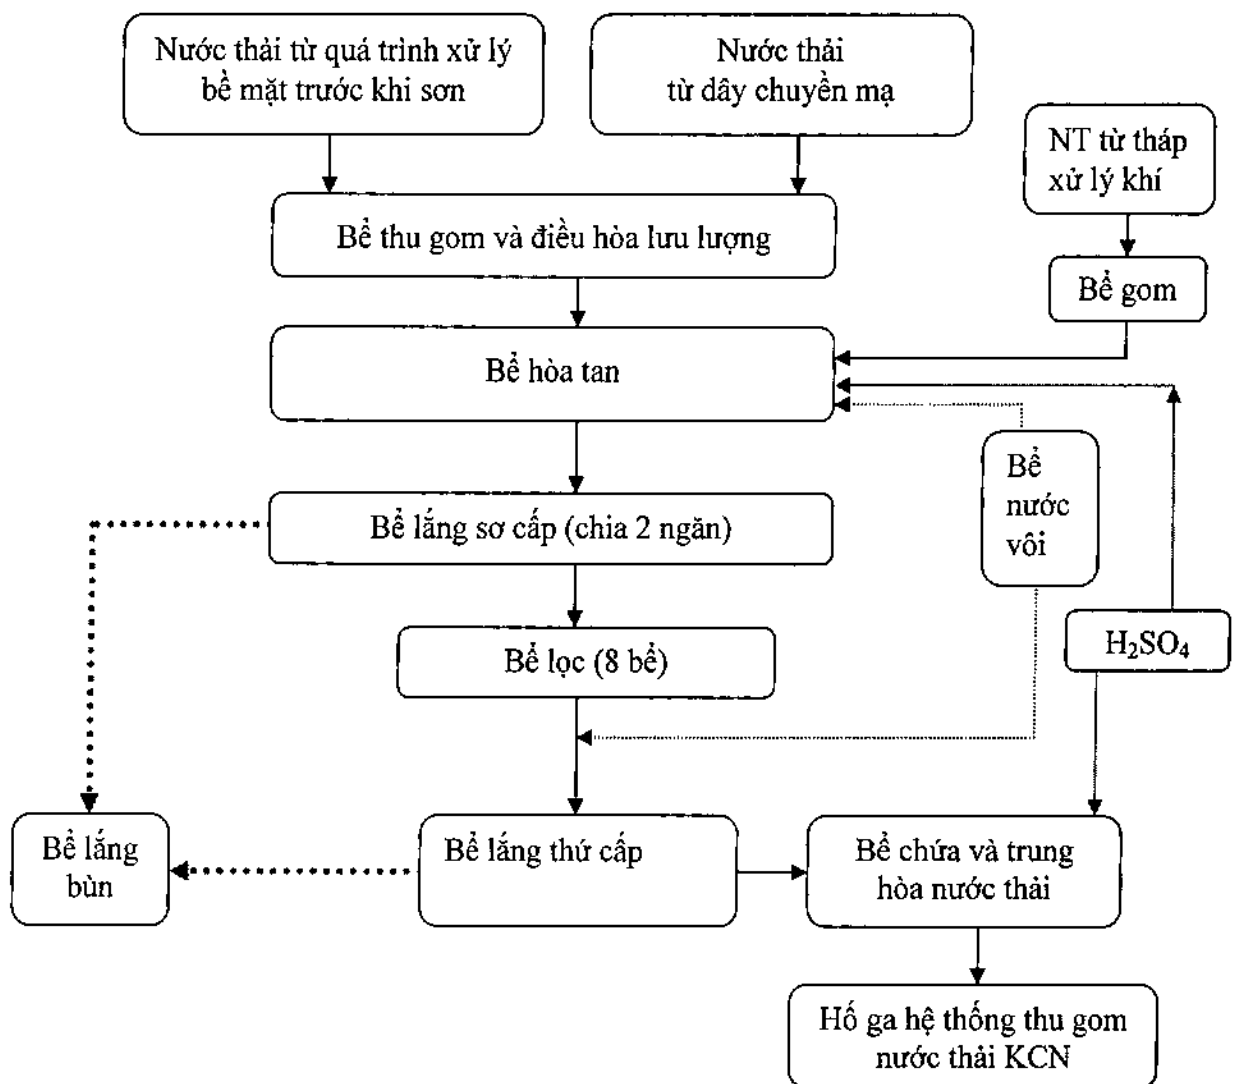 Nước thải từ quá trình xử lý
bề mặt trước khi sơn
Nước thải
từ dây chuyền mạ
NT từ tháp
xử lý khí
Bể thu gom và điều hòa lưu lượng
Bể gom
Bể hòa tan
Bể
nước
vôi
Bể lắng sơ cấp (chia 2 ngăn)
H₂SO₄
Bể lọc (8 bể)
Bể lắng
bùn
Bể lắng thứ cấp
Bể chứa và trung
hòa nước thải
Hố ga hệ thống thu gom
nước thải KCN